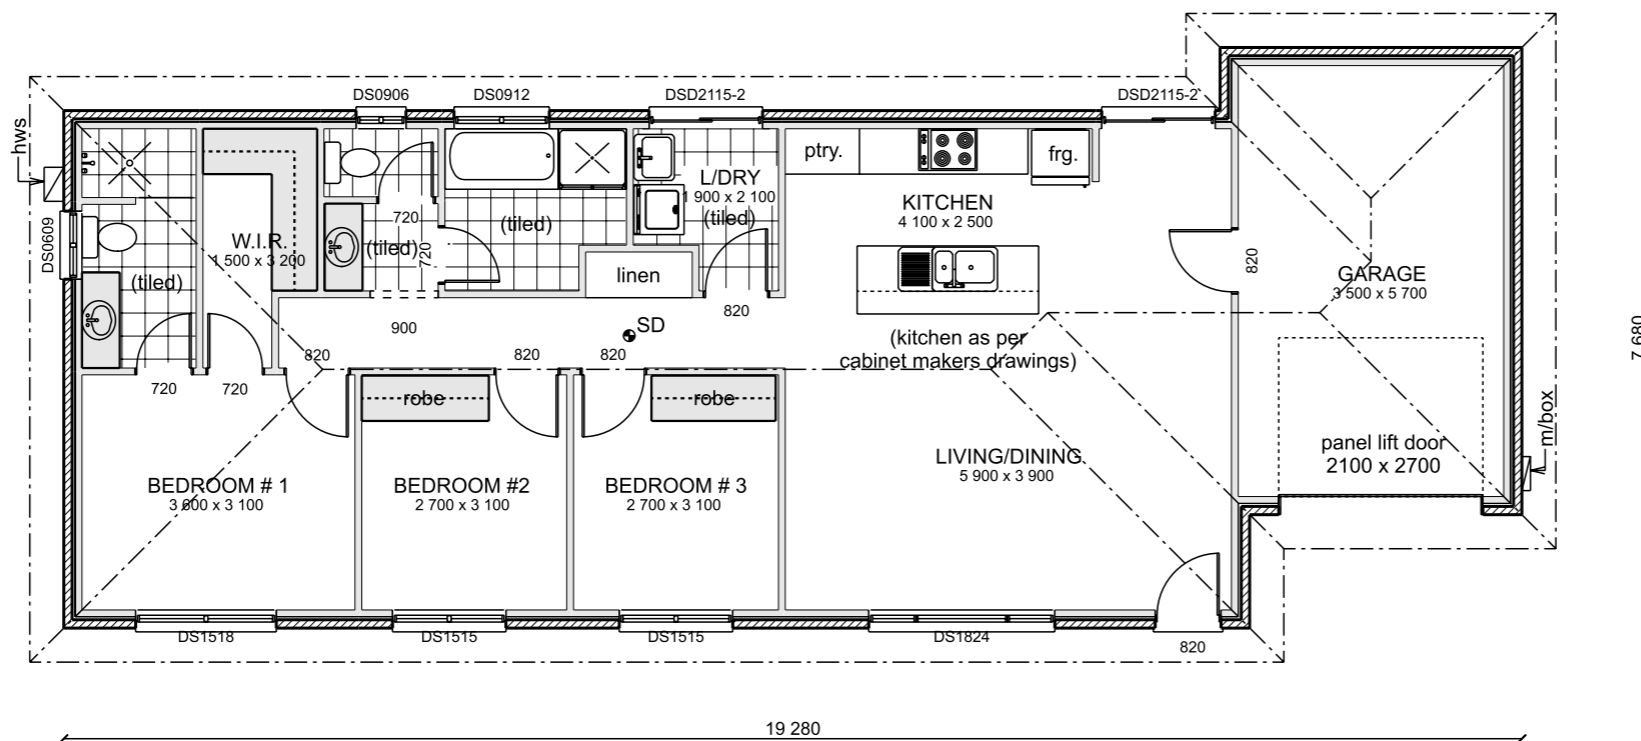 DS0906
DS0912
DSD2115-2
DSD2115-2
hws
ptry.
frg.
L/DRY
1 900 x 2 100
(tiled)
KITCHEN
4 100 x 2 500
720
(tiled)
(tiled)
720
DS0609
W.I.R.
1 500 x 3 200
(tiled)
linen
820
GARAGE
3 500 x 5 700
7 680
820
900
SD
(kitchen as per
cabinet makers drawings)
820
820
820
720
720
robe
robe
panel lift door
2100 x 2700
m/box
LIVING/DINING
5 900 x 3 900
BEDROOM # 1
3 600 x 3 100
BEDROOM #2
2 700 x 3 100
BEDROOM # 3
2 700 x 3 100
DS1518
DS1515
DS1515
DS1824
820
19 280